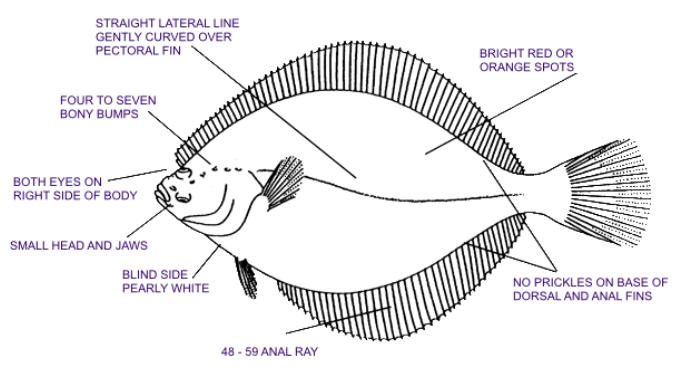 STRAIGHT LATERAL LINE
GENTLY CURVED OVER
PECTORAL FIN
BRIGHT RED OR
ORANGE SPOTS
FOUR TO SEVEN
BONY BUMPS
BOTH EYES ON
RIGHT SIDE OF BODY
SMALL HEAD AND JAWS
BLIND SIDE
PEARLY WHITE
NO PRICKLES ON BASE OF
DORSAL AND ANAL FINS
48 - 59 ANAL RAY